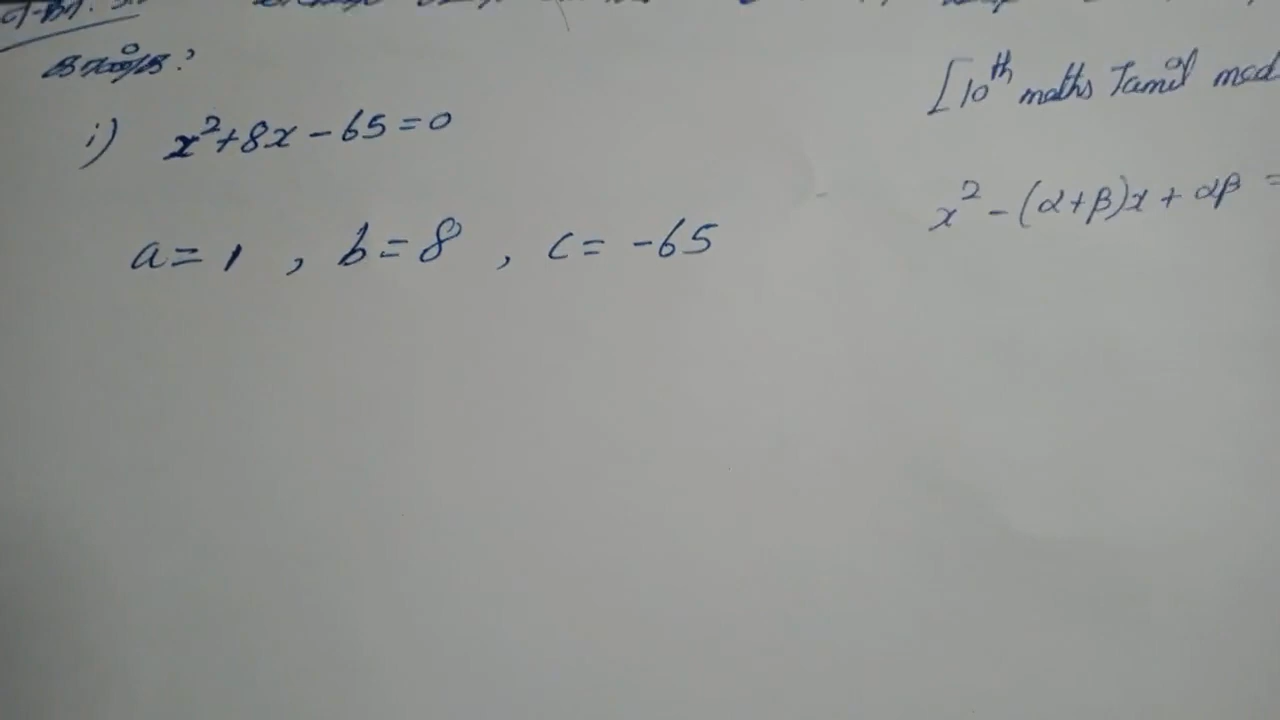 [10th maths Tamil med
i) x²+8x-65=0
x²-(α+β)x+αβ =
a=1, b=8, c=-65